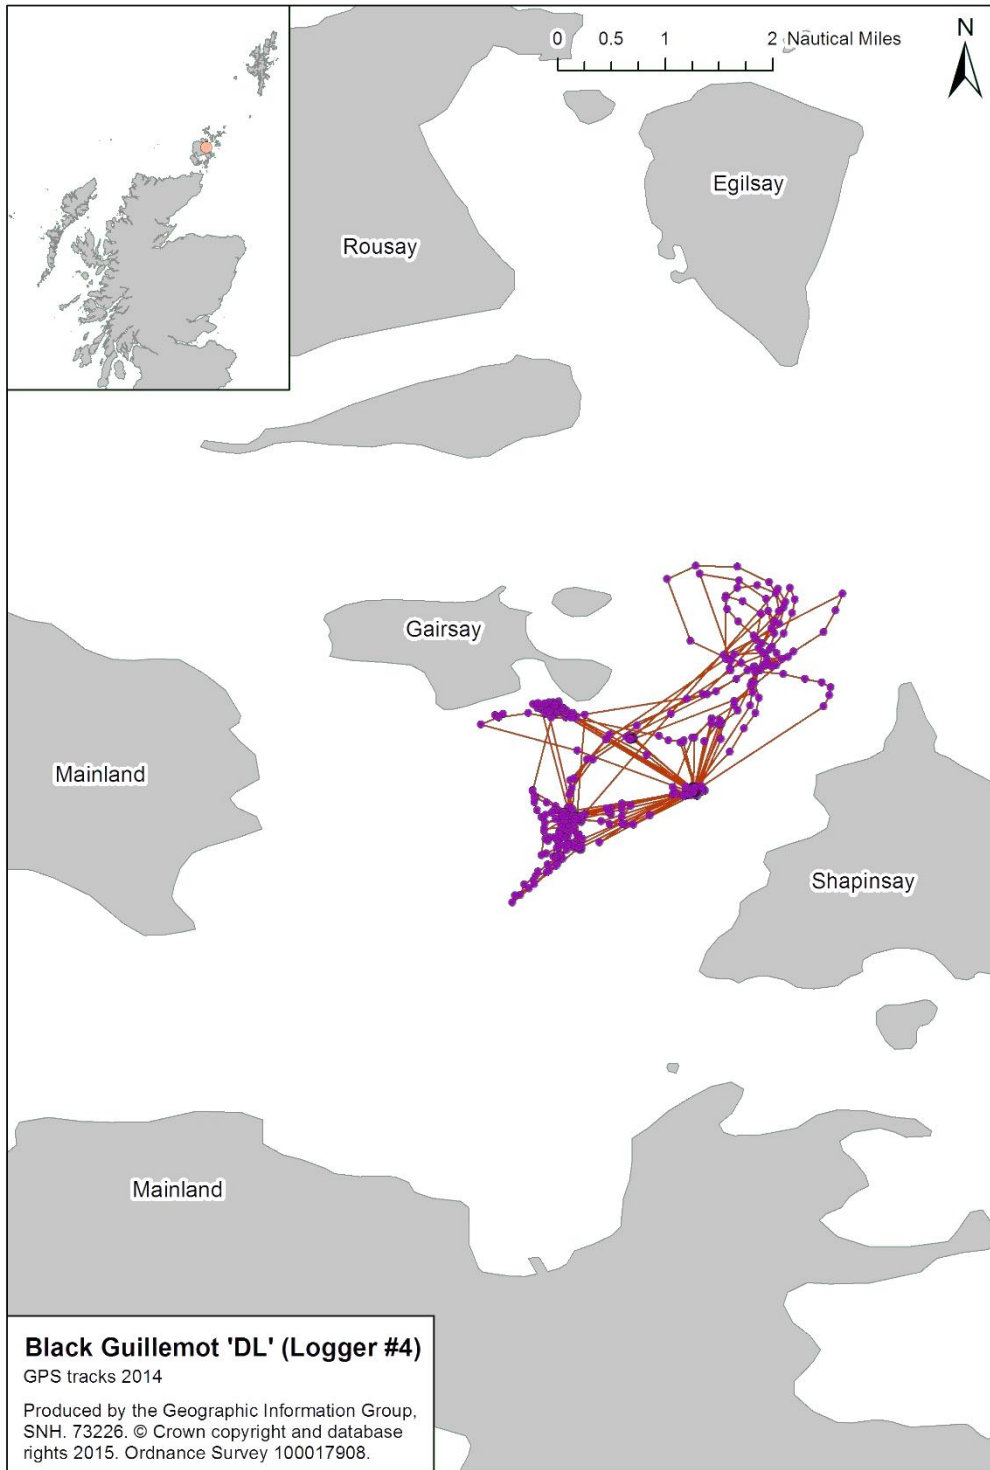 0 0.5 1 2 Nautical Miles
N
Egilsay
Rousay
Gairsay
Mainland
Shapinsay
Mainland
Black Guillemot 'DL' (Logger #4)
GPS tracks 2014
Produced by the Geographic Information Group,
SNH. 73226. © Crown copyright and database
rights 2015. Ordnance Survey 100017908.